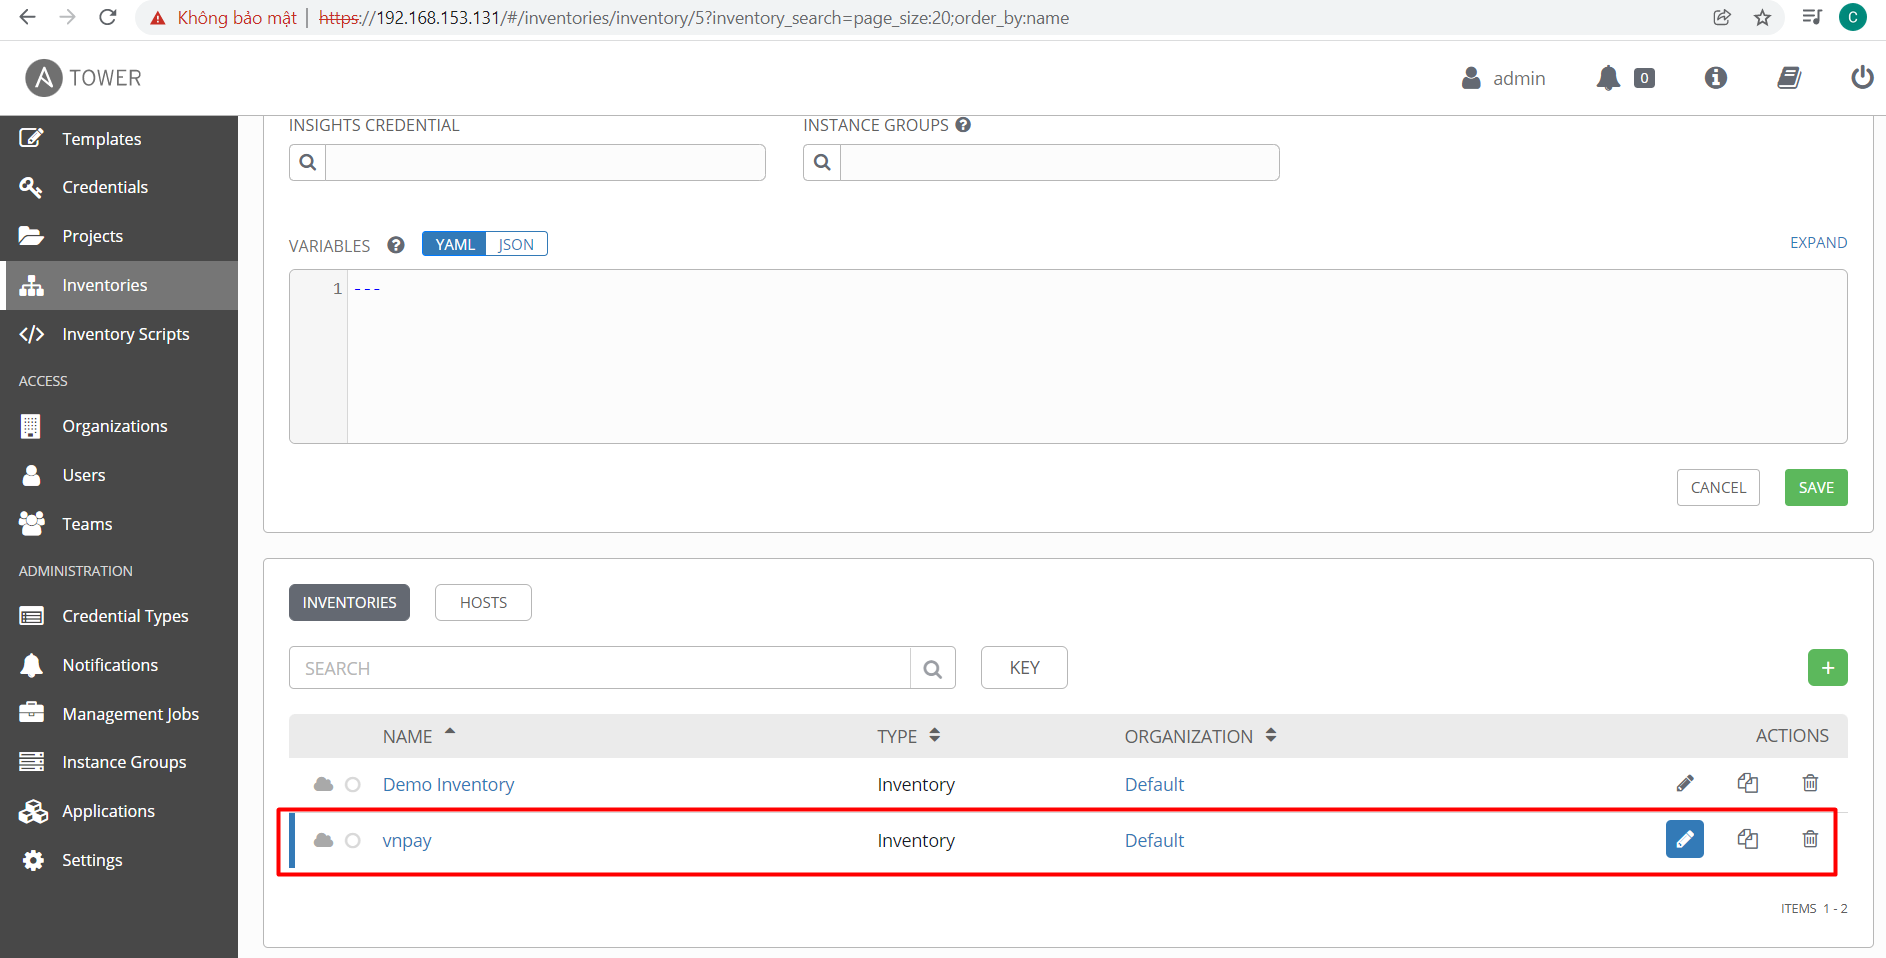 Không bảo mật | https://192.168.153.131/#/inventories/inventory/5?inventory_search=page_size:20;order_by:name
C
A TOWER
admin
0
Templates
Credentials
Projects
Inventories
Inventory Scripts
ACCESS
Organizations
Users
Teams
ADMINISTRATION
Credential Types
Notifications
Management Jobs
Instance Groups
Applications
Settings
INSIGHTS CREDENTIAL
INSTANCE GROUPS ?
VARIABLES ? YAML JSON
EXPAND
1 ---
CANCEL SAVE
INVENTORIES HOSTS
SEARCH KEY +
NAME TYPE ORGANIZATION ACTIONS
Demo Inventory Inventory Default
vnpay Inventory Default
ITEMS 1 - 2